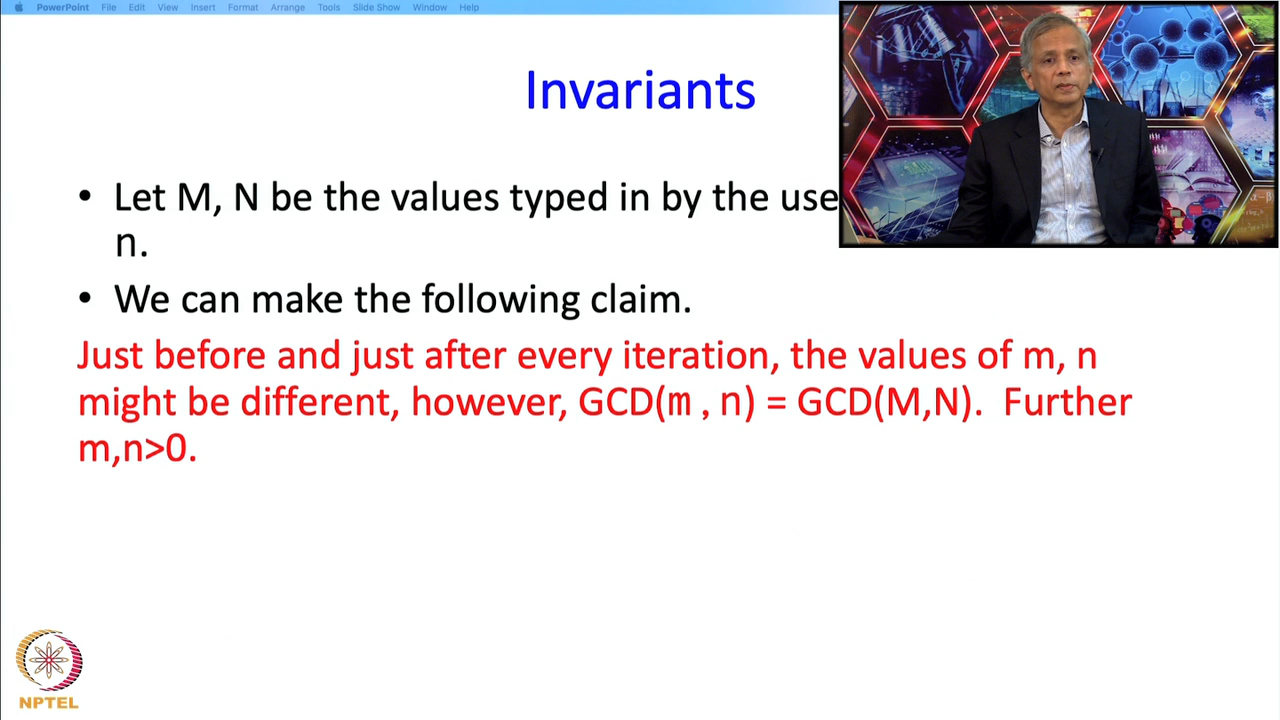 PowerPoint File Edit View Insert Format Arrange Tools Slide Show Window Help
Invariants
• Let M, N be the values typed in by the use
n.
• We can make the following claim.
Just before and just after every iteration, the values of m, n
might be different, however, GCD(m,n) = GCD(M,N). Further
m,n>0.
NPTEL